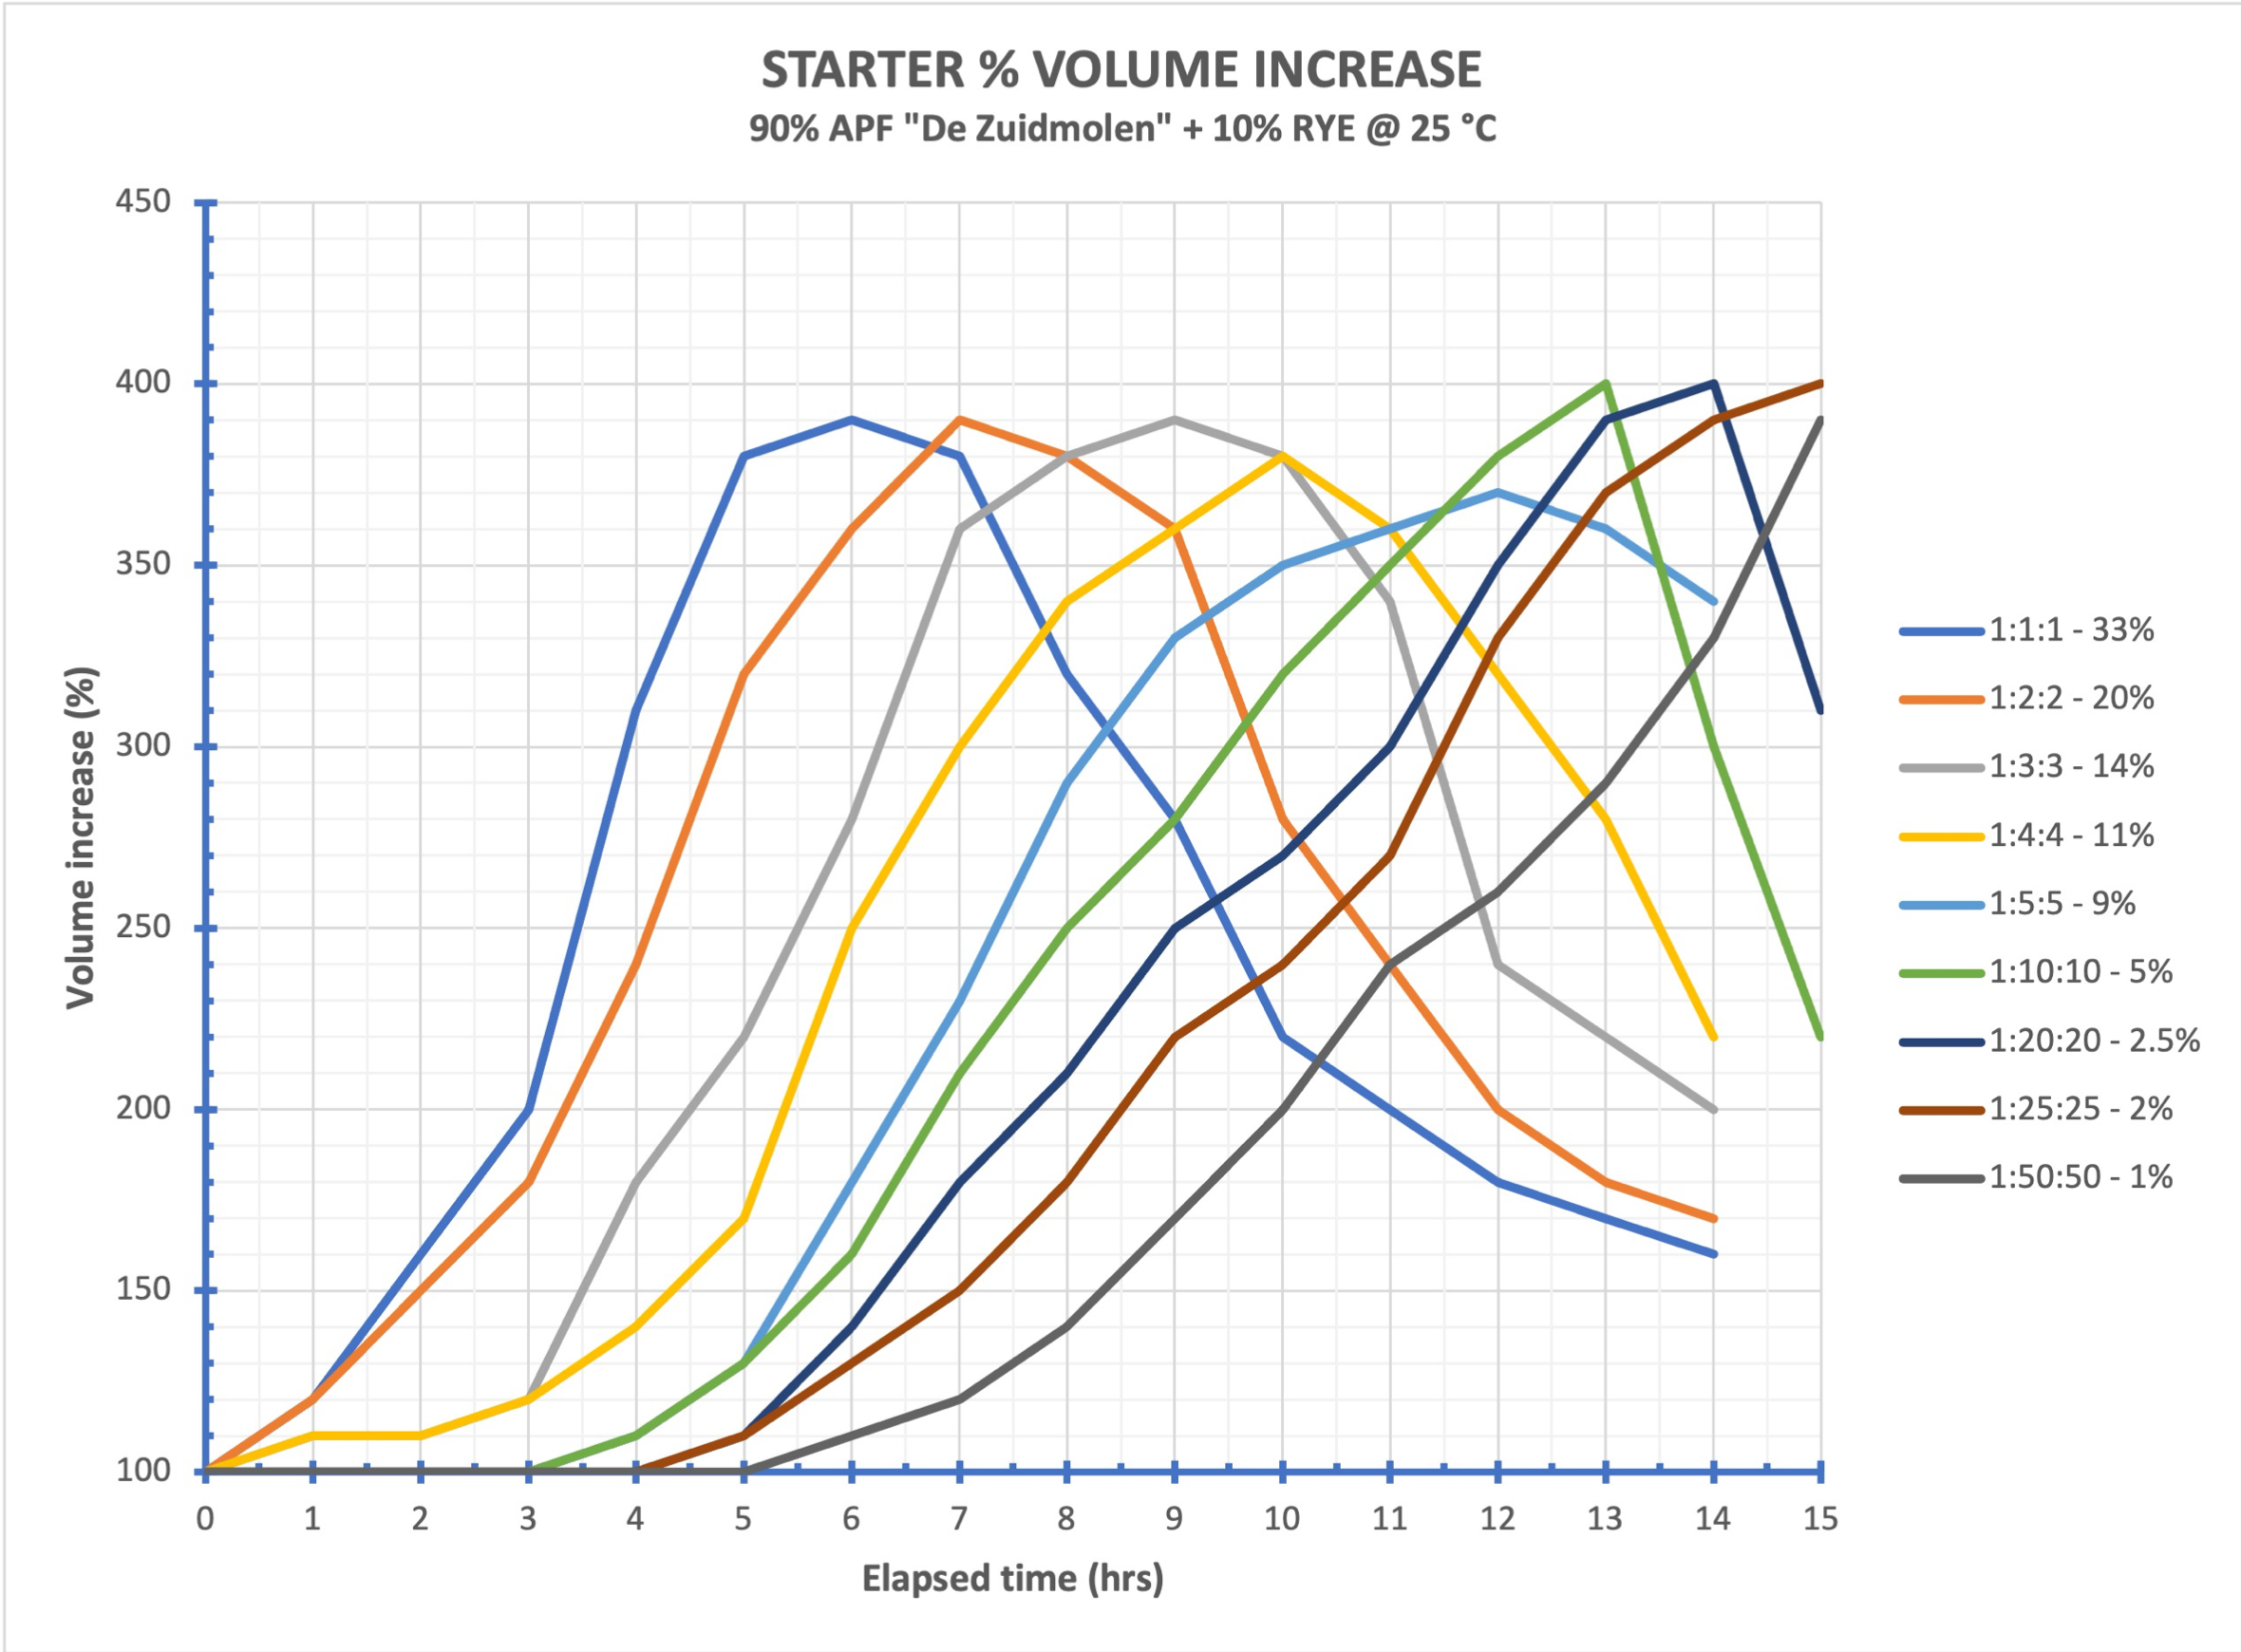 STARTER % VOLUME INCREASE
90% APF "De Zuidmolen" + 10% RYE @ 25 °C
Volume increase (%)
450
400
350
300
250
200
150
100
0 1 2 3 4 5 6 7 8 9 10 11 12 13 14 15
Elapsed time (hrs)
1:1:1 - 33%
1:2:2 - 20%
1:3:3 - 14%
1:4:4 - 11%
1:5:5 - 9%
1:10:10 - 5%
1:20:20 - 2.5%
1:25:25 - 2%
1:50:50 - 1%